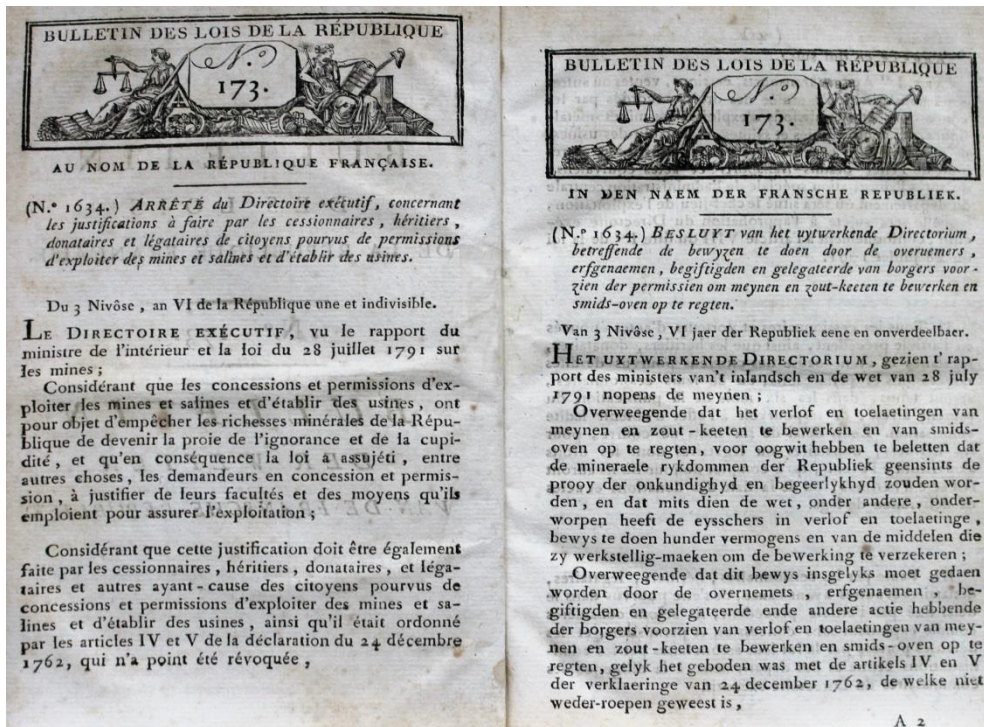 BULLETIN DES LOIS DE LA RÉPUBLIQUE
N.º
173.
AU NOM DE LA RÉPUBLIQUE FRANÇAISE.
(N.º 1634.) ARRÊTÉ du Directoire exécutif, concernant
les justifications à faire par les cessionnaires, héritiers,
donataires et légataires de citoyens pourvus de permissions
d'exploiter des mines et salines et d'établir des usines.
Du 3 Nivôse, an VI de la République une et indivisible.
LE DIRECTOIRE EXÉCUTIF, vu le rapport du
ministre de l'intérieur et la loi du 28 juillet 1791 sur
les mines;
Considérant que les concessions et permissions d'ex-
ploiter les mines et salines et d'établir des usines, ont
pour objet d'empêcher les richesses minérales de la Répu-
blique de devenir la proie de l'ignorance et de la cupi-
dité, et qu'en conséquence la loi a assujéti, entre
autres choses, les demandeurs en concession et permis-
sion, à justifier de leurs facultés et des moyens qu'ils
emploient pour assurer l'exploitation;
Considérant que cette justification doit être également
faite par les cessionnaires, héritiers, donataires, et léga-
taires et autres ayant-cause des citoyens pourvus de
concessions et permissions d'exploiter des mines et sa-
lines et d'établir des usines, ainsi qu'il était ordonné
par les articles IV et V de la déclaration du 24 décembre
1762, qui n'a point été révoquée,
BULLETIN DES LOIS DE LA RÉPUBLIQUE
N.º
173.
IN DEN NAEM DER FRANSCHE REPUBLIEK.
(N.º 1634.) BESLUYT van het uytwerkende Directorium,
betreffende de bewyzen te doen door de overuemers,
erfgenaemen, begiftigden en gelegateerde van borgers voor-
zien der permissien om meynen en zout-keeten te bewerken en
smids-oven op te regten.
Van 3 Nivôse, VI jaer der Republiek eene en onverdeelbaer.
HET UYTWERKENDE DIRECTORIUM, gezien t' rap-
port des ministers van't inlandsch en de wet van 28 july
1791 nopens de meynen;
Overweegende dat het verlof en toelaetingen van
meynen en zout-keeten te bewerken en van smids-
oven op te regten, voor oogwit hebben te beletten dat
de mineraele rykdommen der Republiek geensints de
prooy der onkundighyd en begeerlykhyd zouden wor-
den, en dat mits dien de wet, onder andere, onder-
worpen heeft de eysschers in verlof en toelaetinge,
bewys te doen hunder vermogens en van de middelen die
zy werkstellig-maeken om de bewerking te verzekeren;
Overweegende dat dit bewys insgelyks moet gedaen
worden door de overnemets, erfgenaemen, be-
giftigden en gelegateerde ende andere actie hebbende
der borgers voorzien van verlof en toelaetingen van mey-
nen en zout-keeten te bewerken en smids-oven op te
regten, gelyk het geboden was met de artikels IV en V
der verklaeringe van 24 december 1762, de welke niet
weder-roepen geweest is,
A 2